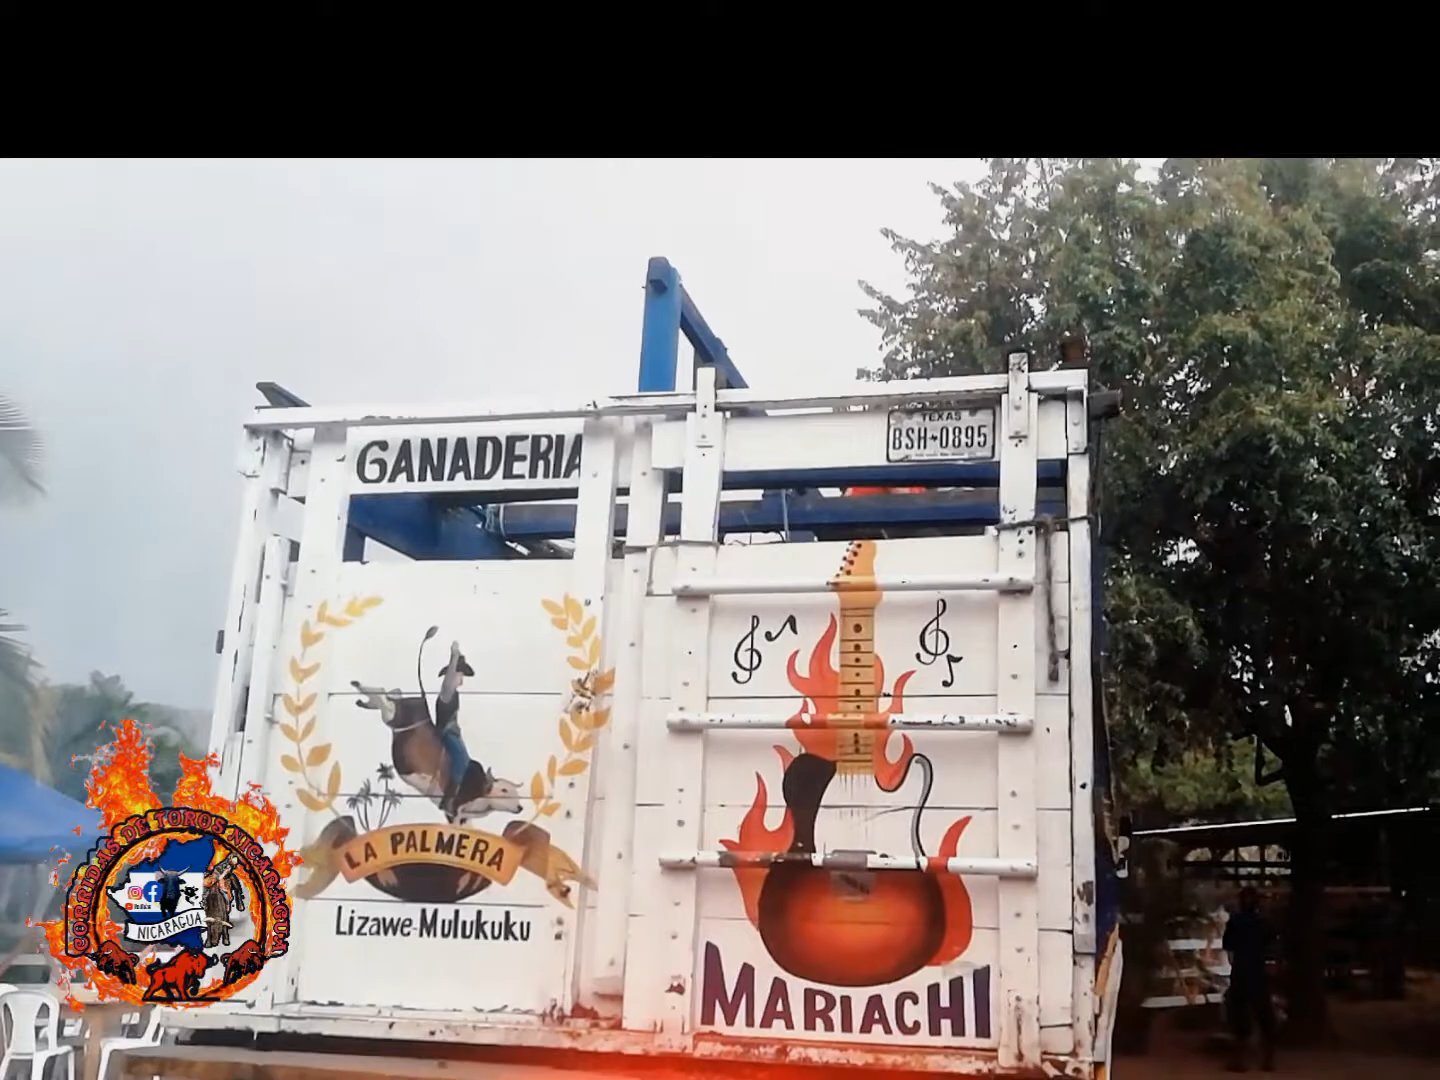 GANADERIA
TEXAS
BSH-0895
LA PALMERA
Lizawe-Mulukuku
MARIACHI
CORRIDAS DE TOROS NICARAGUA
NICARAGUA